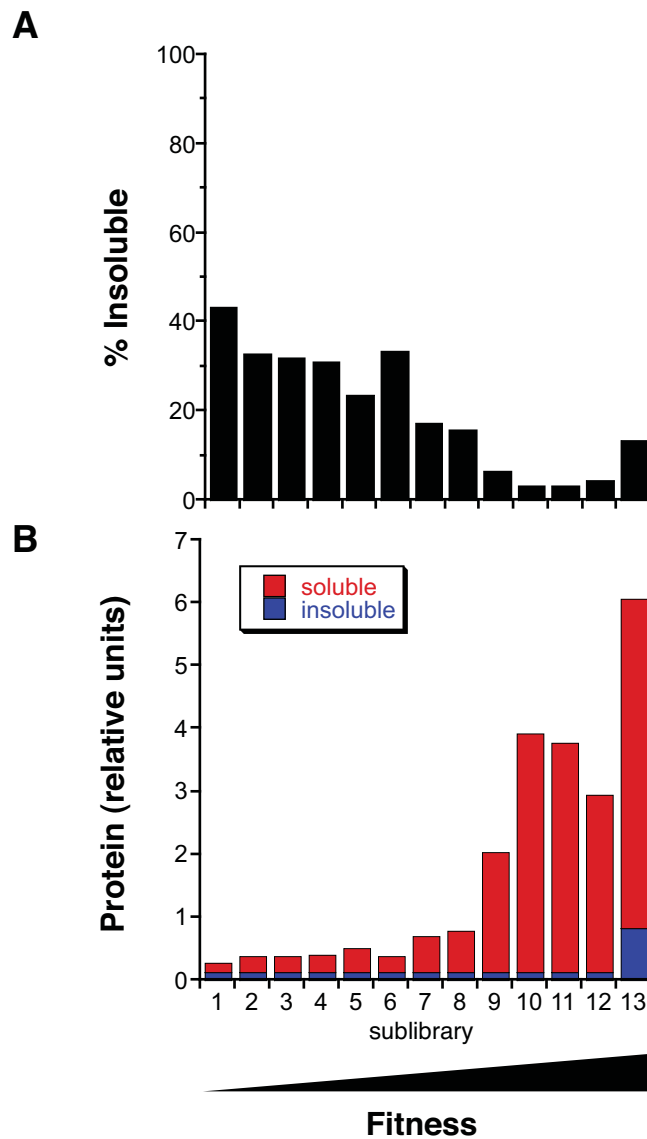 A
% Insoluble
100
80
60
40
20
0
B
Protein (relative units)
7
6
5
4
3
2
1
0
soluble
insoluble
1 2 3 4 5 6 7 8 9 10 11 12 13
sublibrary
Fitness